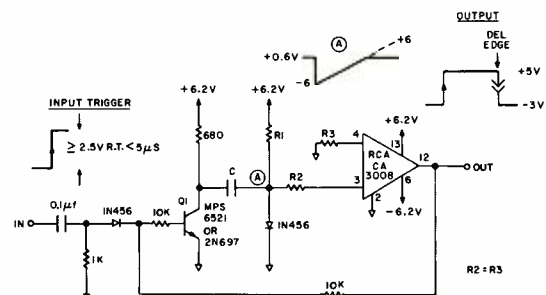 OUTPUT
DEL
EDGE
+5V
-3V
A
+6
+0.6V
-6
INPUT TRIGGER
≥ 2.5V R.T. <5µS
+6.2V
680
+6.2V
R1
C
A
R2
R3
4
3
RCA
CA
3008
+6.2V
13
12
OUT
6
2
-6.2V
Q1
MPS
6521
OR
2N697
IN456
IN
0.1µf
IN456
10K
1K
10K
R2=R3